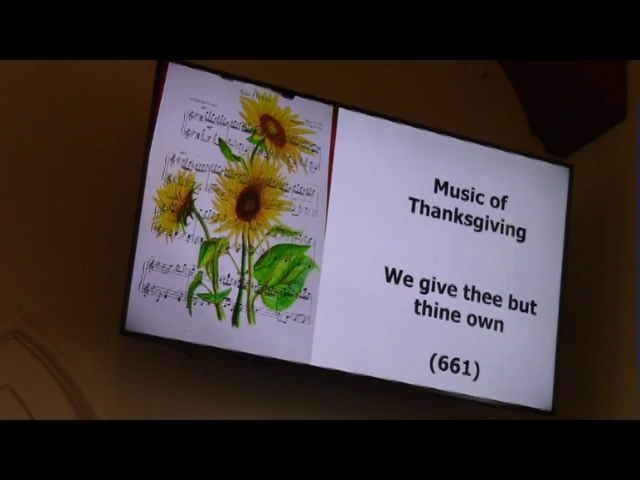 Music of
Thanksgiving
We give thee but
thine own
(661)